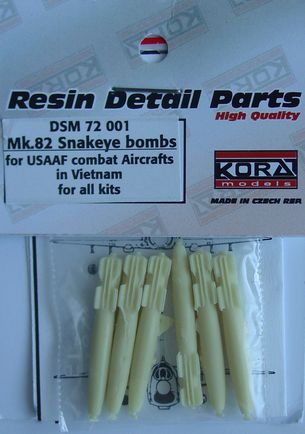 Resin Detail Parts
High Quality
DSM 72 001
Mk.82 Snakeye bombs
for USAAF combat Aircrafts
in Vietnam
for all kits
KORA
models
MADE IN CZECH REP.